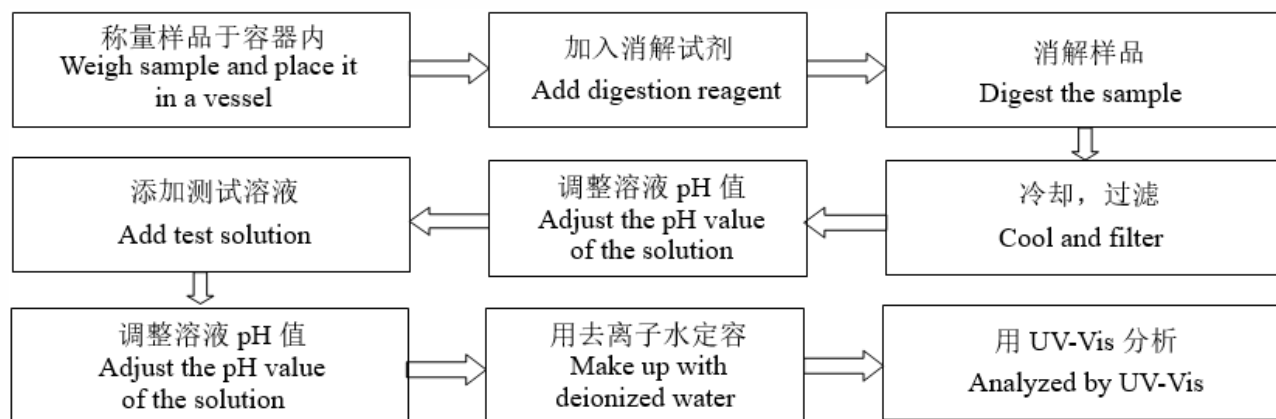 称量样品于容器内
Weigh sample and place it
in a vessel
加入消解试剂
Add digestion reagent
消解样品
Digest the sample
冷却，过滤
Cool and filter
调整溶液 pH 值
Adjust the pH value
of the solution
添加测试溶液
Add test solution
调整溶液 pH 值
Adjust the pH value
of the solution
用去离子水定容
Make up with
deionized water
用 UV-Vis 分析
Analyzed by UV-Vis